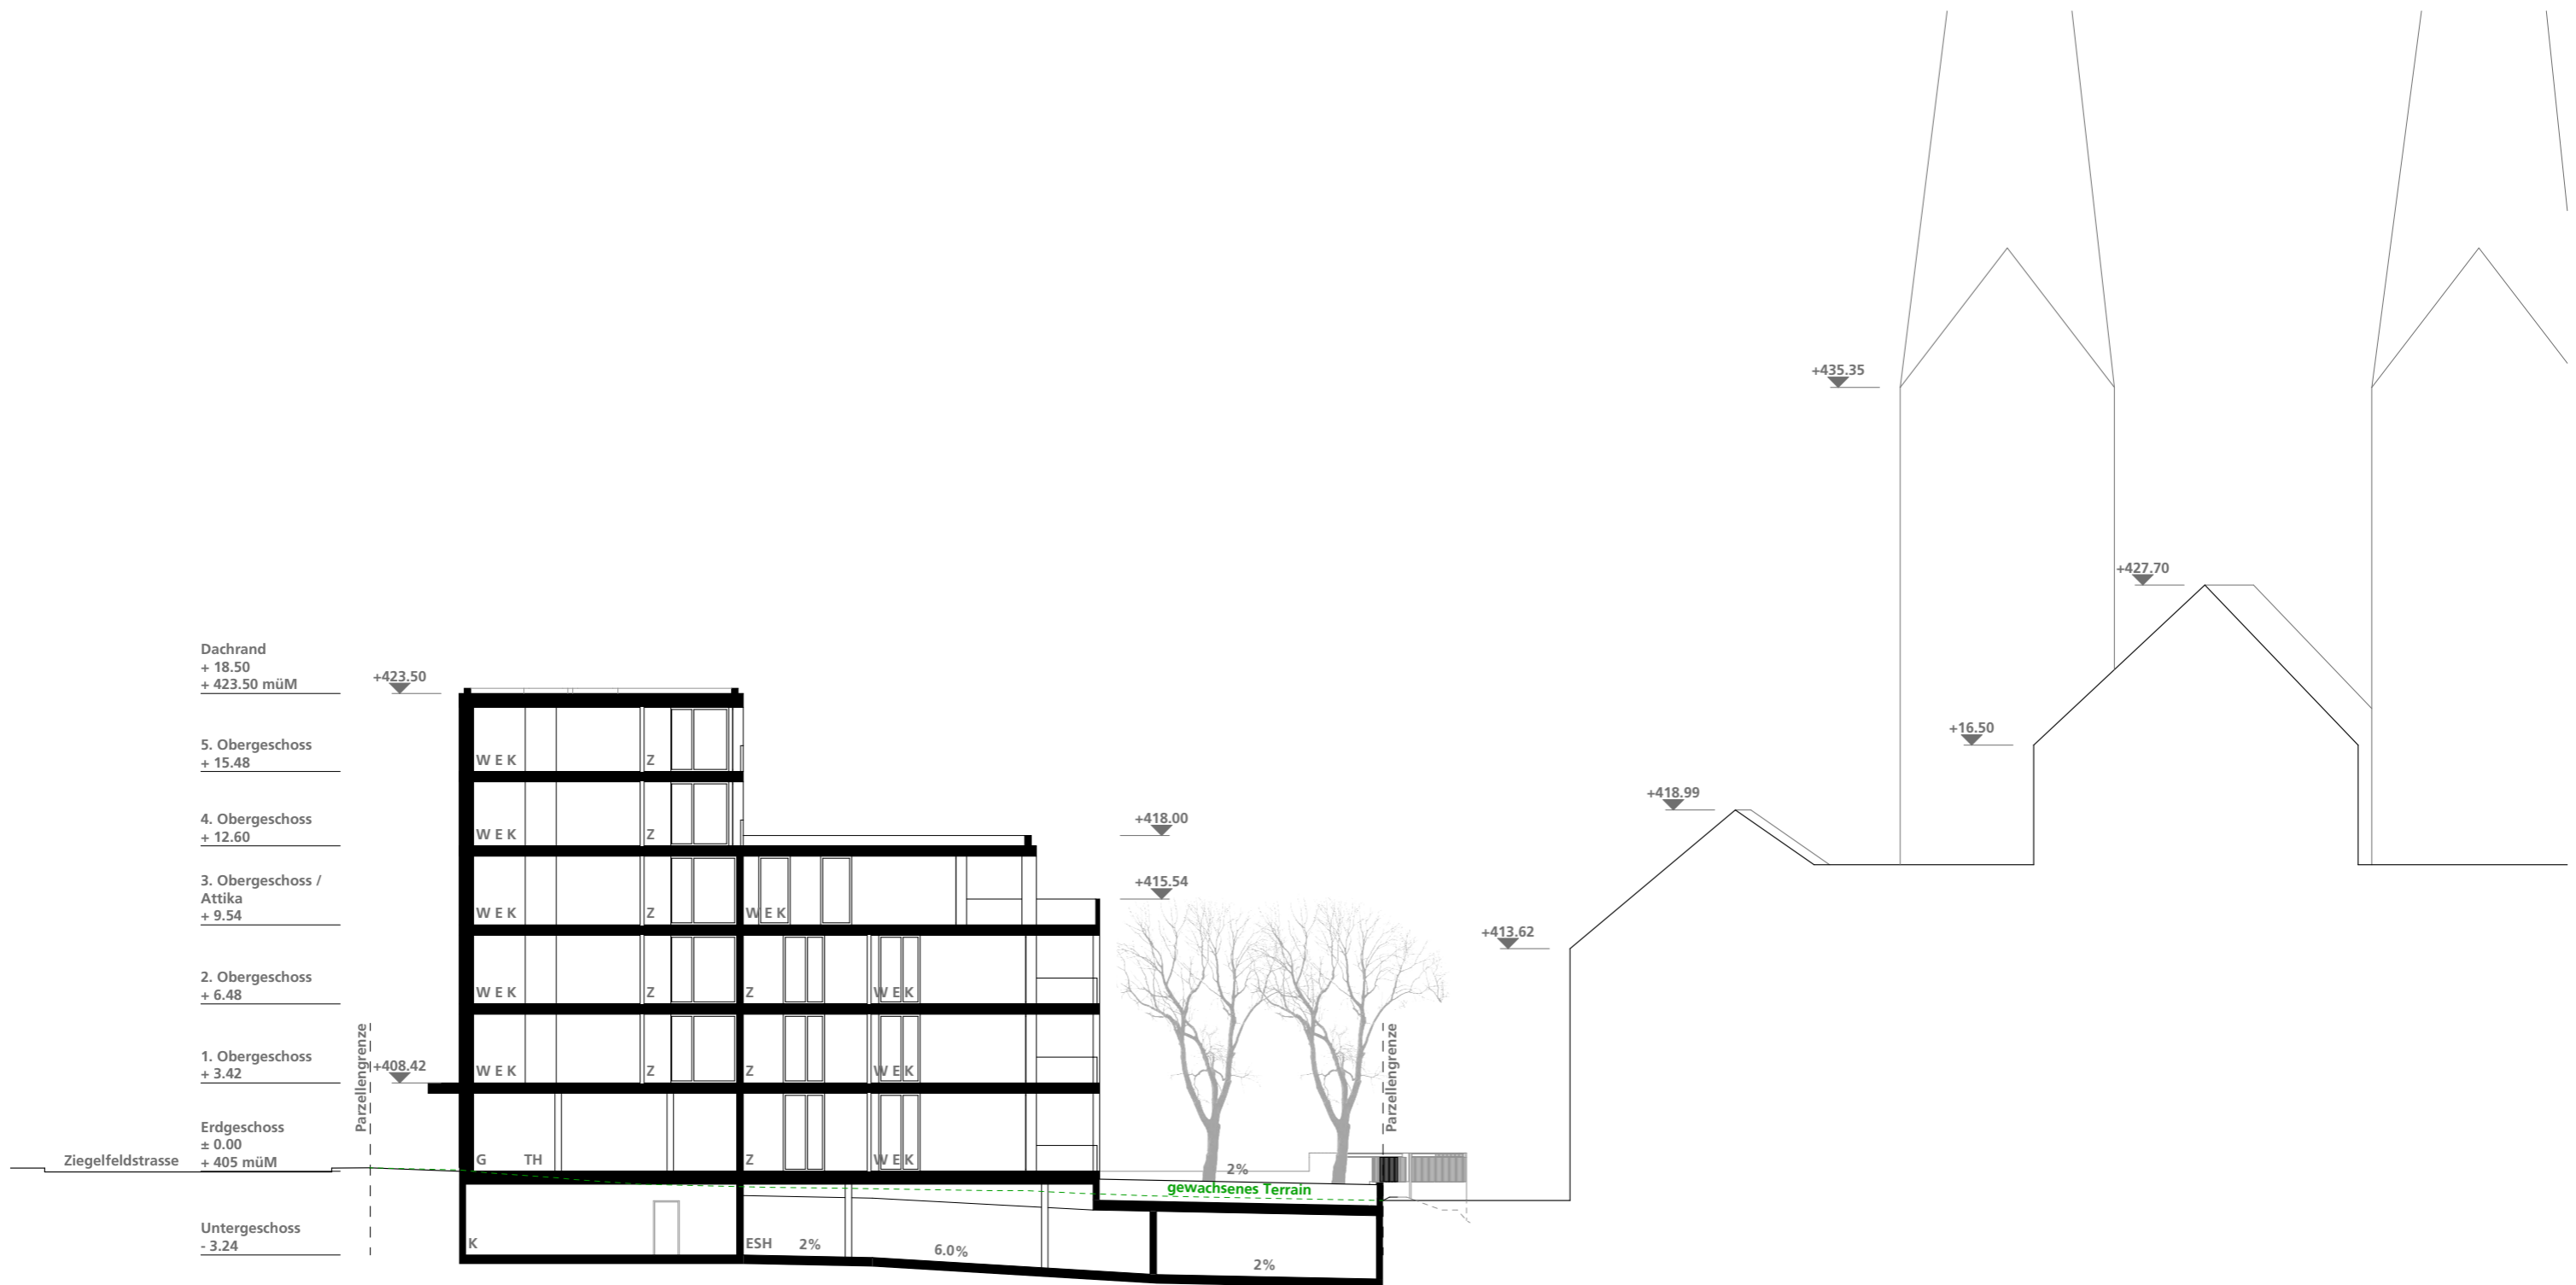 +435.35
+427.70
Dachrand
+ 18.50
+ 423.50 müM
+423.50
+16.50
5. Obergeschoss
+ 15.48
W E K Z
+418.99
4. Obergeschoss
+ 12.60
W E K Z
+418.00
3. Obergeschoss /
Attika
+ 9.54
W E K Z W E K
+415.54
+413.62
2. Obergeschoss
+ 6.48
W E K Z Z W E K
1. Obergeschoss
+ 3.42
Parzellengrenze
+408.42
W E K Z Z W E K
Parzellengrenze
Erdgeschoss
± 0.00
+ 405 müM
Ziegelfeldstrasse
G TH Z W E K
2%
gewachsenes Terrain
Untergeschoss
- 3.24
K ESH 2% 6.0% 2%